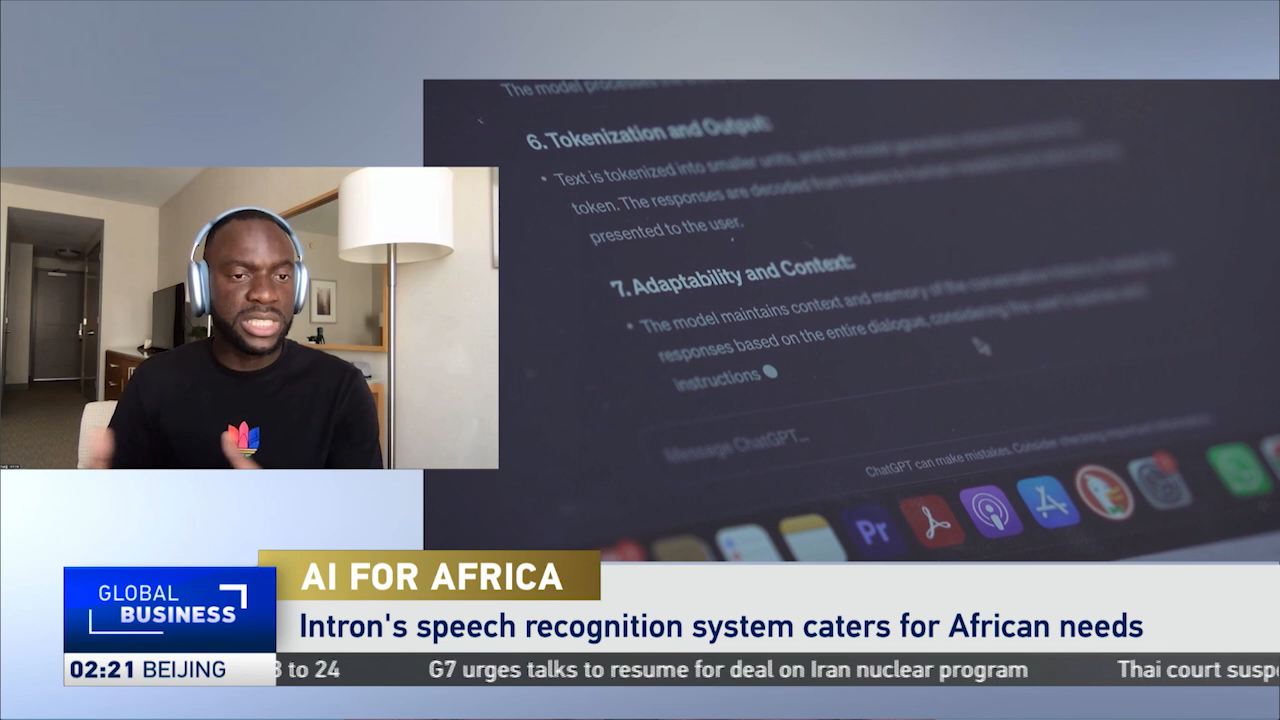 The model processes the
6. Tokenization and Output:
• Text is tokenized into smaller units, and the model
token. The responses are decoded from tokens
presented to the user.
7. Adaptability and Context:
• The model maintains context and memory of the
responses based on the entire dialogue, considering the user's
instructions
Message ChatGPT...
ChatGPT can make mistakes. Consider checking important
Pr
AI FOR AFRICA
GLOBAL
BUSINESS
Intron's speech recognition system caters for African needs
02:21 BEIJING
3 to 24 G7 urges talks to resume for deal on Iran nuclear program Thai court susp